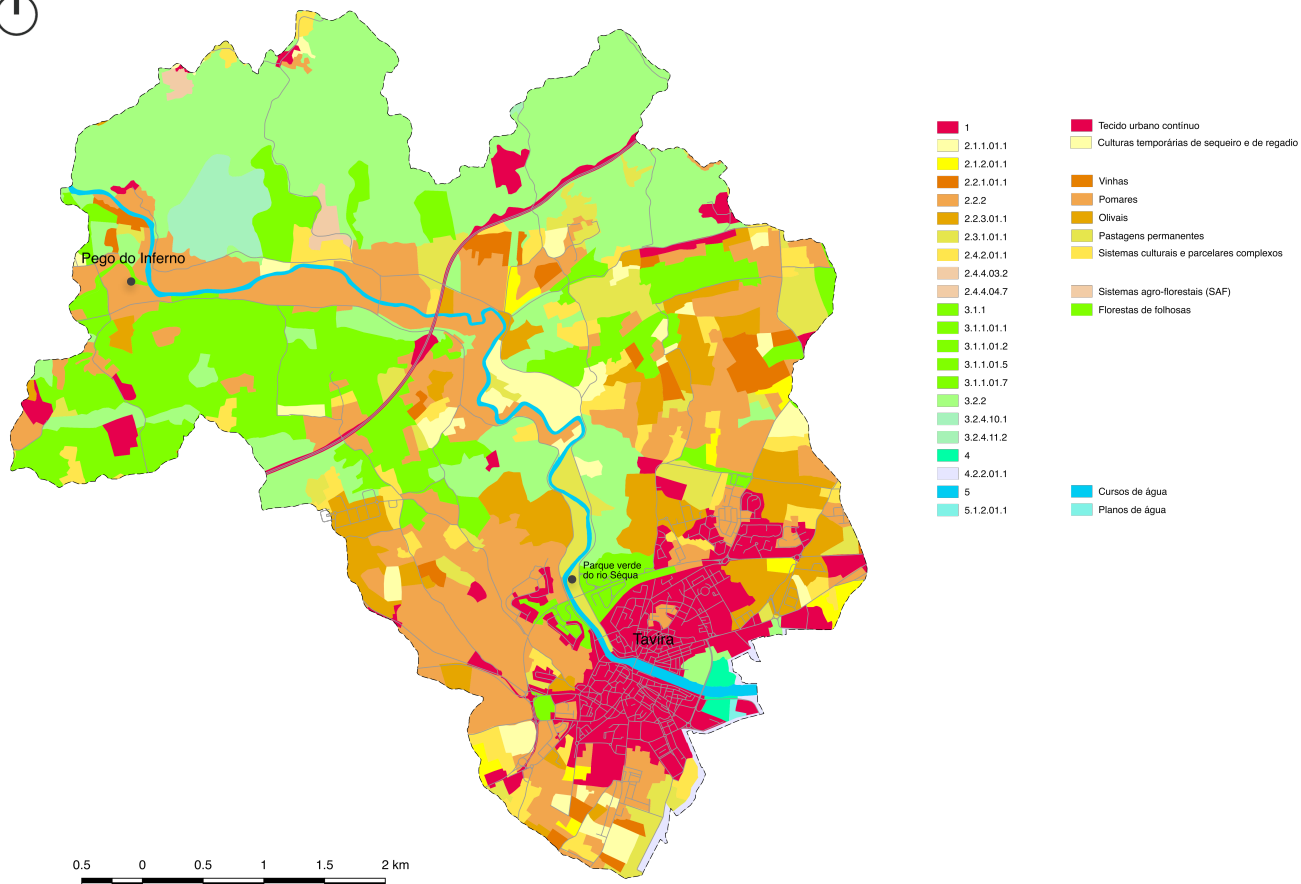 1
Tecido urbano contínuo
2.1.1.01.1
Culturas temporárias de sequeiro e de regadio
2.1.2.01.1
2.2.1.01.1
Vinhas
2.2.2
Pomares
2.2.3.01.1
Olivais
2.3.1.01.1
Pastagens permanentes
2.4.2.01.1
Sistemas culturais e parcelares complexos
2.4.4.03.2
2.4.4.04.7
Sistemas agro-florestais (SAF)
3.1.1
Florestas de folhosas
3.1.1.01.1
3.1.1.01.2
3.1.1.01.5
3.1.1.01.7
3.2.2
3.2.4.10.1
3.2.4.11.2
4
4.2.2.01.1
5
Cursos de água
5.1.2.01.1
Planos de água
Pego do Inferno
Parque verde
do rio Séqua
Tavira
0.5 0 0.5 1 1.5 2 km